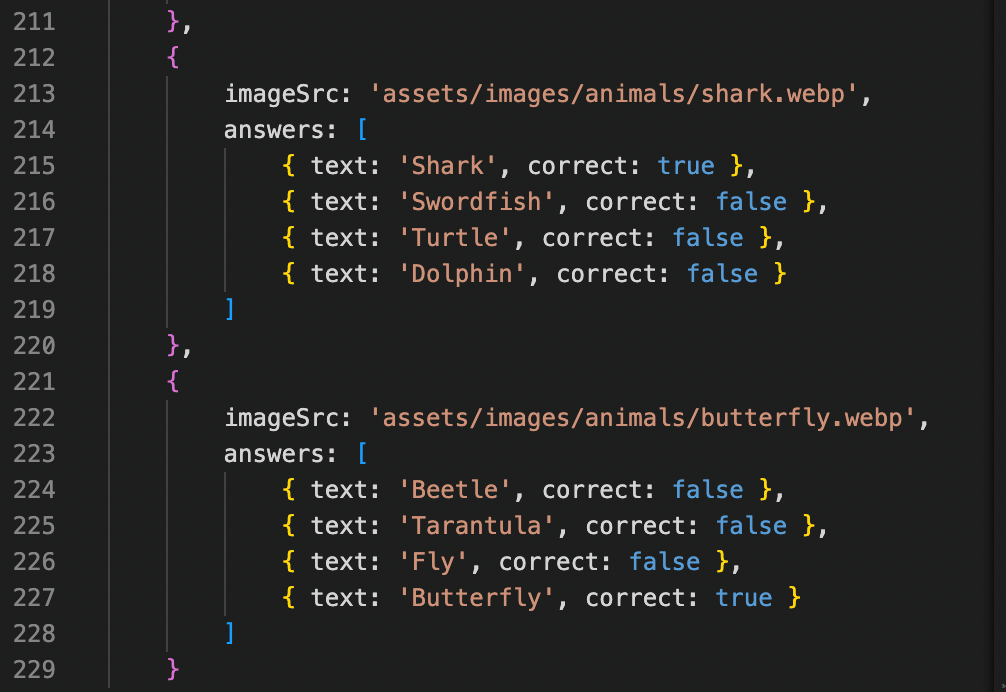 211 },
212 {
213 imageSrc: 'assets/images/animals/shark.webp',
214 answers: [
215 { text: 'Shark', correct: true },
216 { text: 'Swordfish', correct: false },
217 { text: 'Turtle', correct: false },
218 { text: 'Dolphin', correct: false }
219 ]
220 },
221 {
222 imageSrc: 'assets/images/animals/butterfly.webp',
223 answers: [
224 { text: 'Beetle', correct: false },
225 { text: 'Tarantula', correct: false },
226 { text: 'Fly', correct: false },
227 { text: 'Butterfly', correct: true }
228 ]
229 }